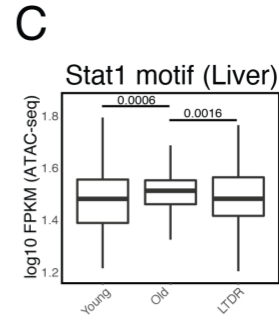 C
Stat1 motif (Liver)
log10 FPKM (ATAC-seq)
0.0006
0.0016
1.8
1.6
1.4
1.2
Young
Old
LTDR